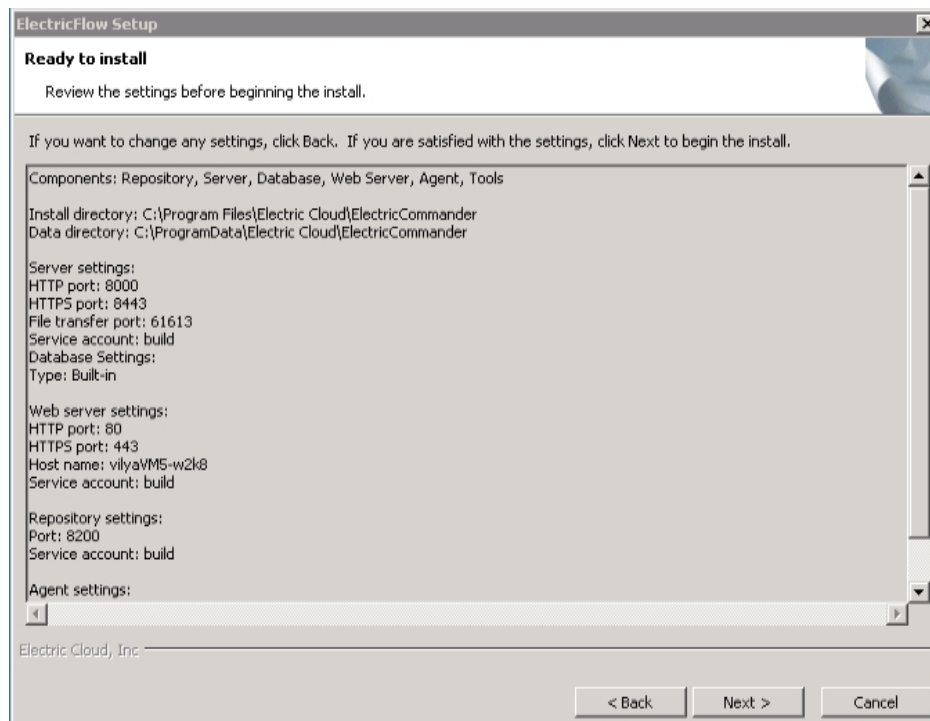 ElectricFlow Setup
Ready to install
Review the settings before beginning the install.
If you want to change any settings, click Back.  If you are satisfied with the settings, click Next to begin the install.
Components: Repository, Server, Database, Web Server, Agent, Tools
Install directory: C:\Program Files\Electric Cloud\ElectricCommander
Data directory: C:\ProgramData\Electric Cloud\ElectricCommander
Server settings:
HTTP port: 8000
HTTPS port: 8443
File transfer port: 61613
Service account: build
Database Settings:
Type: Built-in
Web server settings:
HTTP port: 80
HTTPS port: 443
Host name: vilyaVM5-w2k8
Service account: build
Repository settings:
Port: 8200
Service account: build
Agent settings:
Electric Cloud, Inc
< Back Next > Cancel